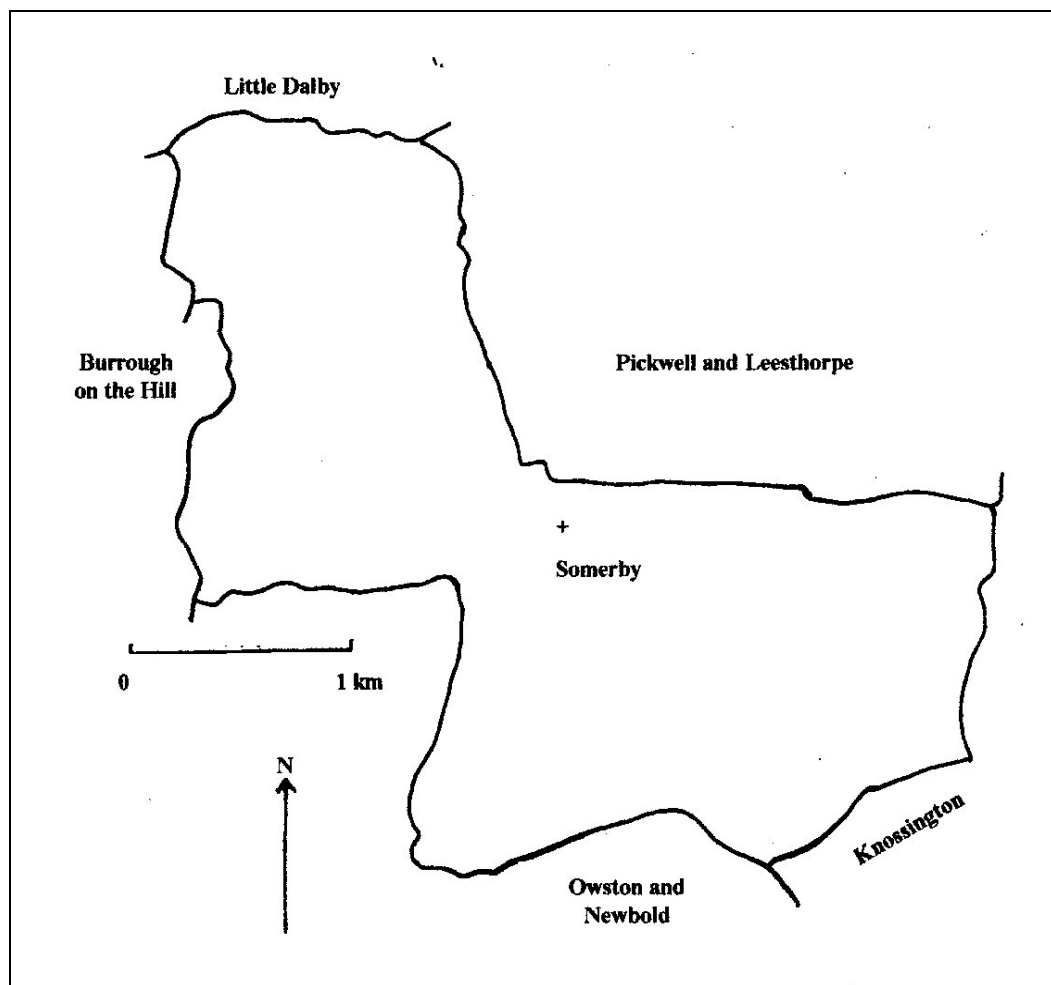 Little Dalby
Burrough
on the Hill
Pickwell and Leesthorpe
+
Somerby
0 1 km
N
Knossington
Owston and
Newbold